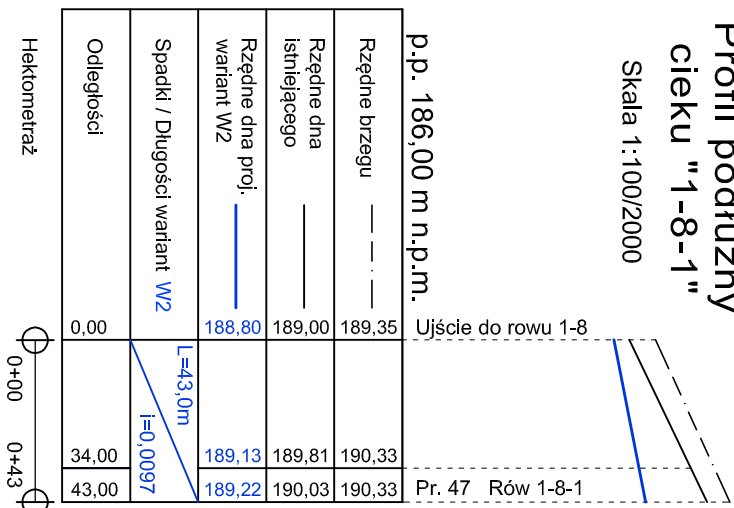 Profil podłużny
cieku "1-8-1"
Skala 1:100/2000
p.p. 186,00 m n.p.m.
Rzędne brzegu
189,35
190,33
190,33
Rzędne dna
istniejącego
189,00
189,81
190,03
Rzędne dna proj.
wariant W2
188,80
189,13
189,22
Spadki / Długości wariant W2
L=43,0m
i=0,0097
Odległości
0,00
34,00
43,00
Hektometraż
0+00
0+43
Ujście do rowu 1-8
Pr. 47 Rów 1-8-1